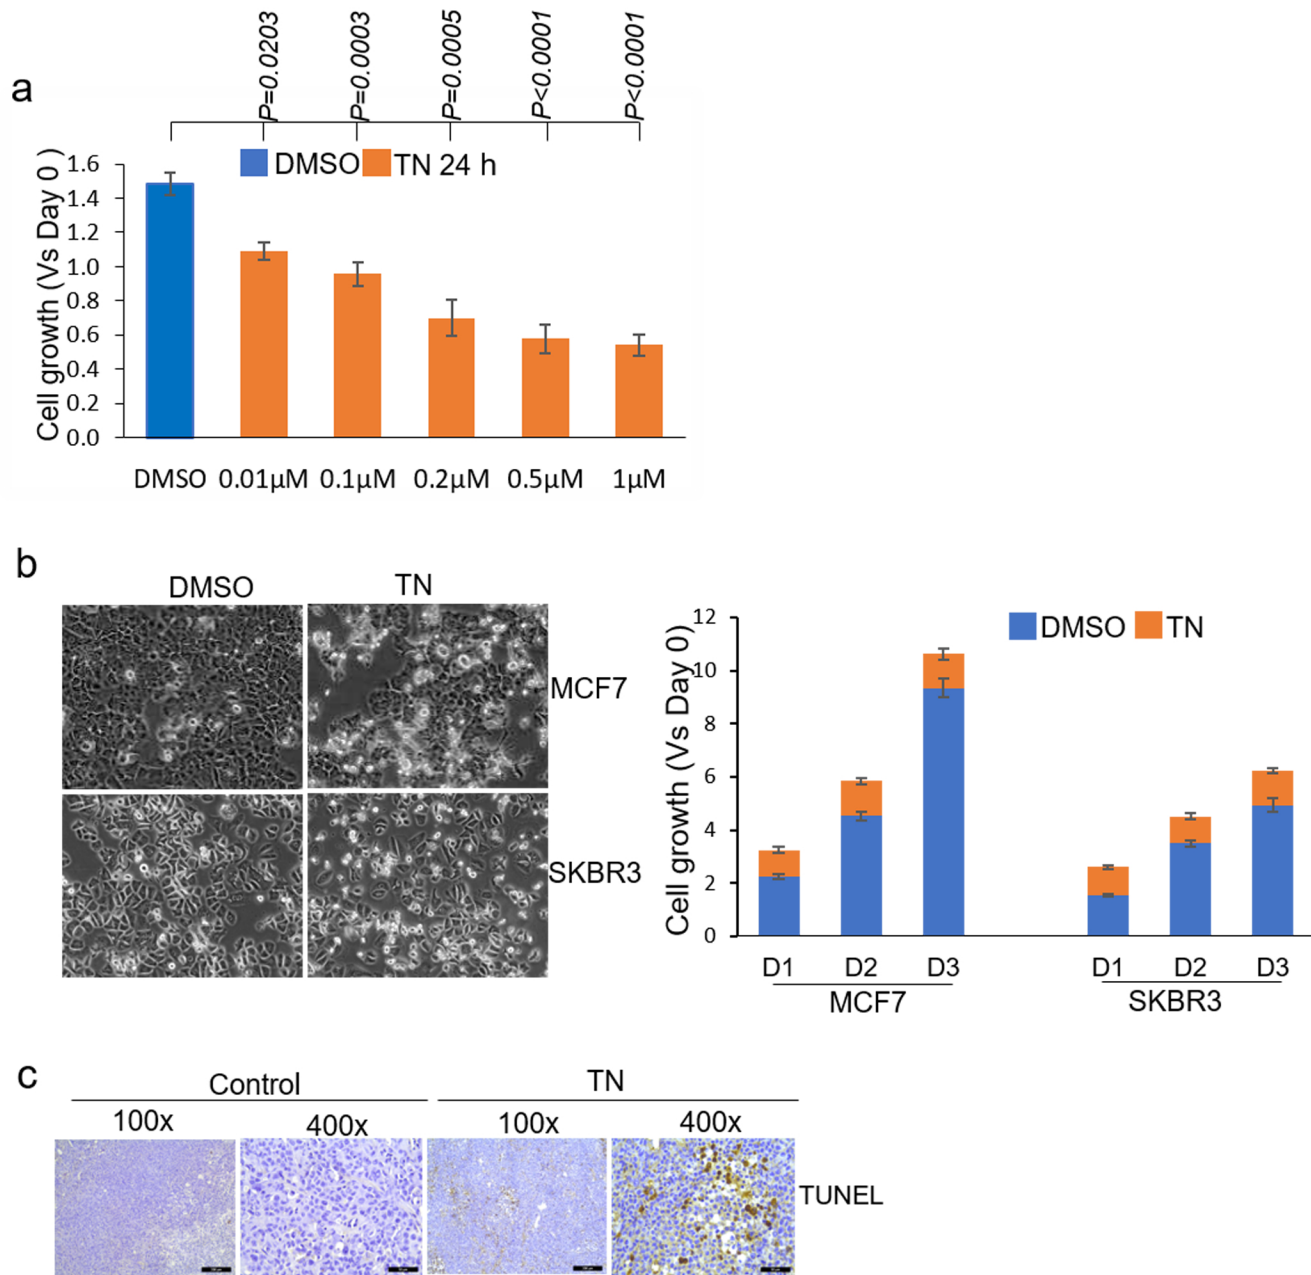 a
P=0.0203
P=0.0003
P=0.0005
P<0.0001
P<0.0001
DMSO TN 24 h
Cell growth (Vs Day 0 )
1.6
1.4
1.2
1.0
0.8
0.6
0.4
0.2
0.0
DMSO 0.01µM 0.1µM 0.2µM 0.5µM 1µM
b
DMSO TN
MCF7
SKBR3
DMSO TN
Cell growth (Vs Day 0)
12
10
8
6
4
2
0
D1 D2 D3 D1 D2 D3
MCF7 SKBR3
c
Control TN
100x 400x 100x 400x
TUNEL